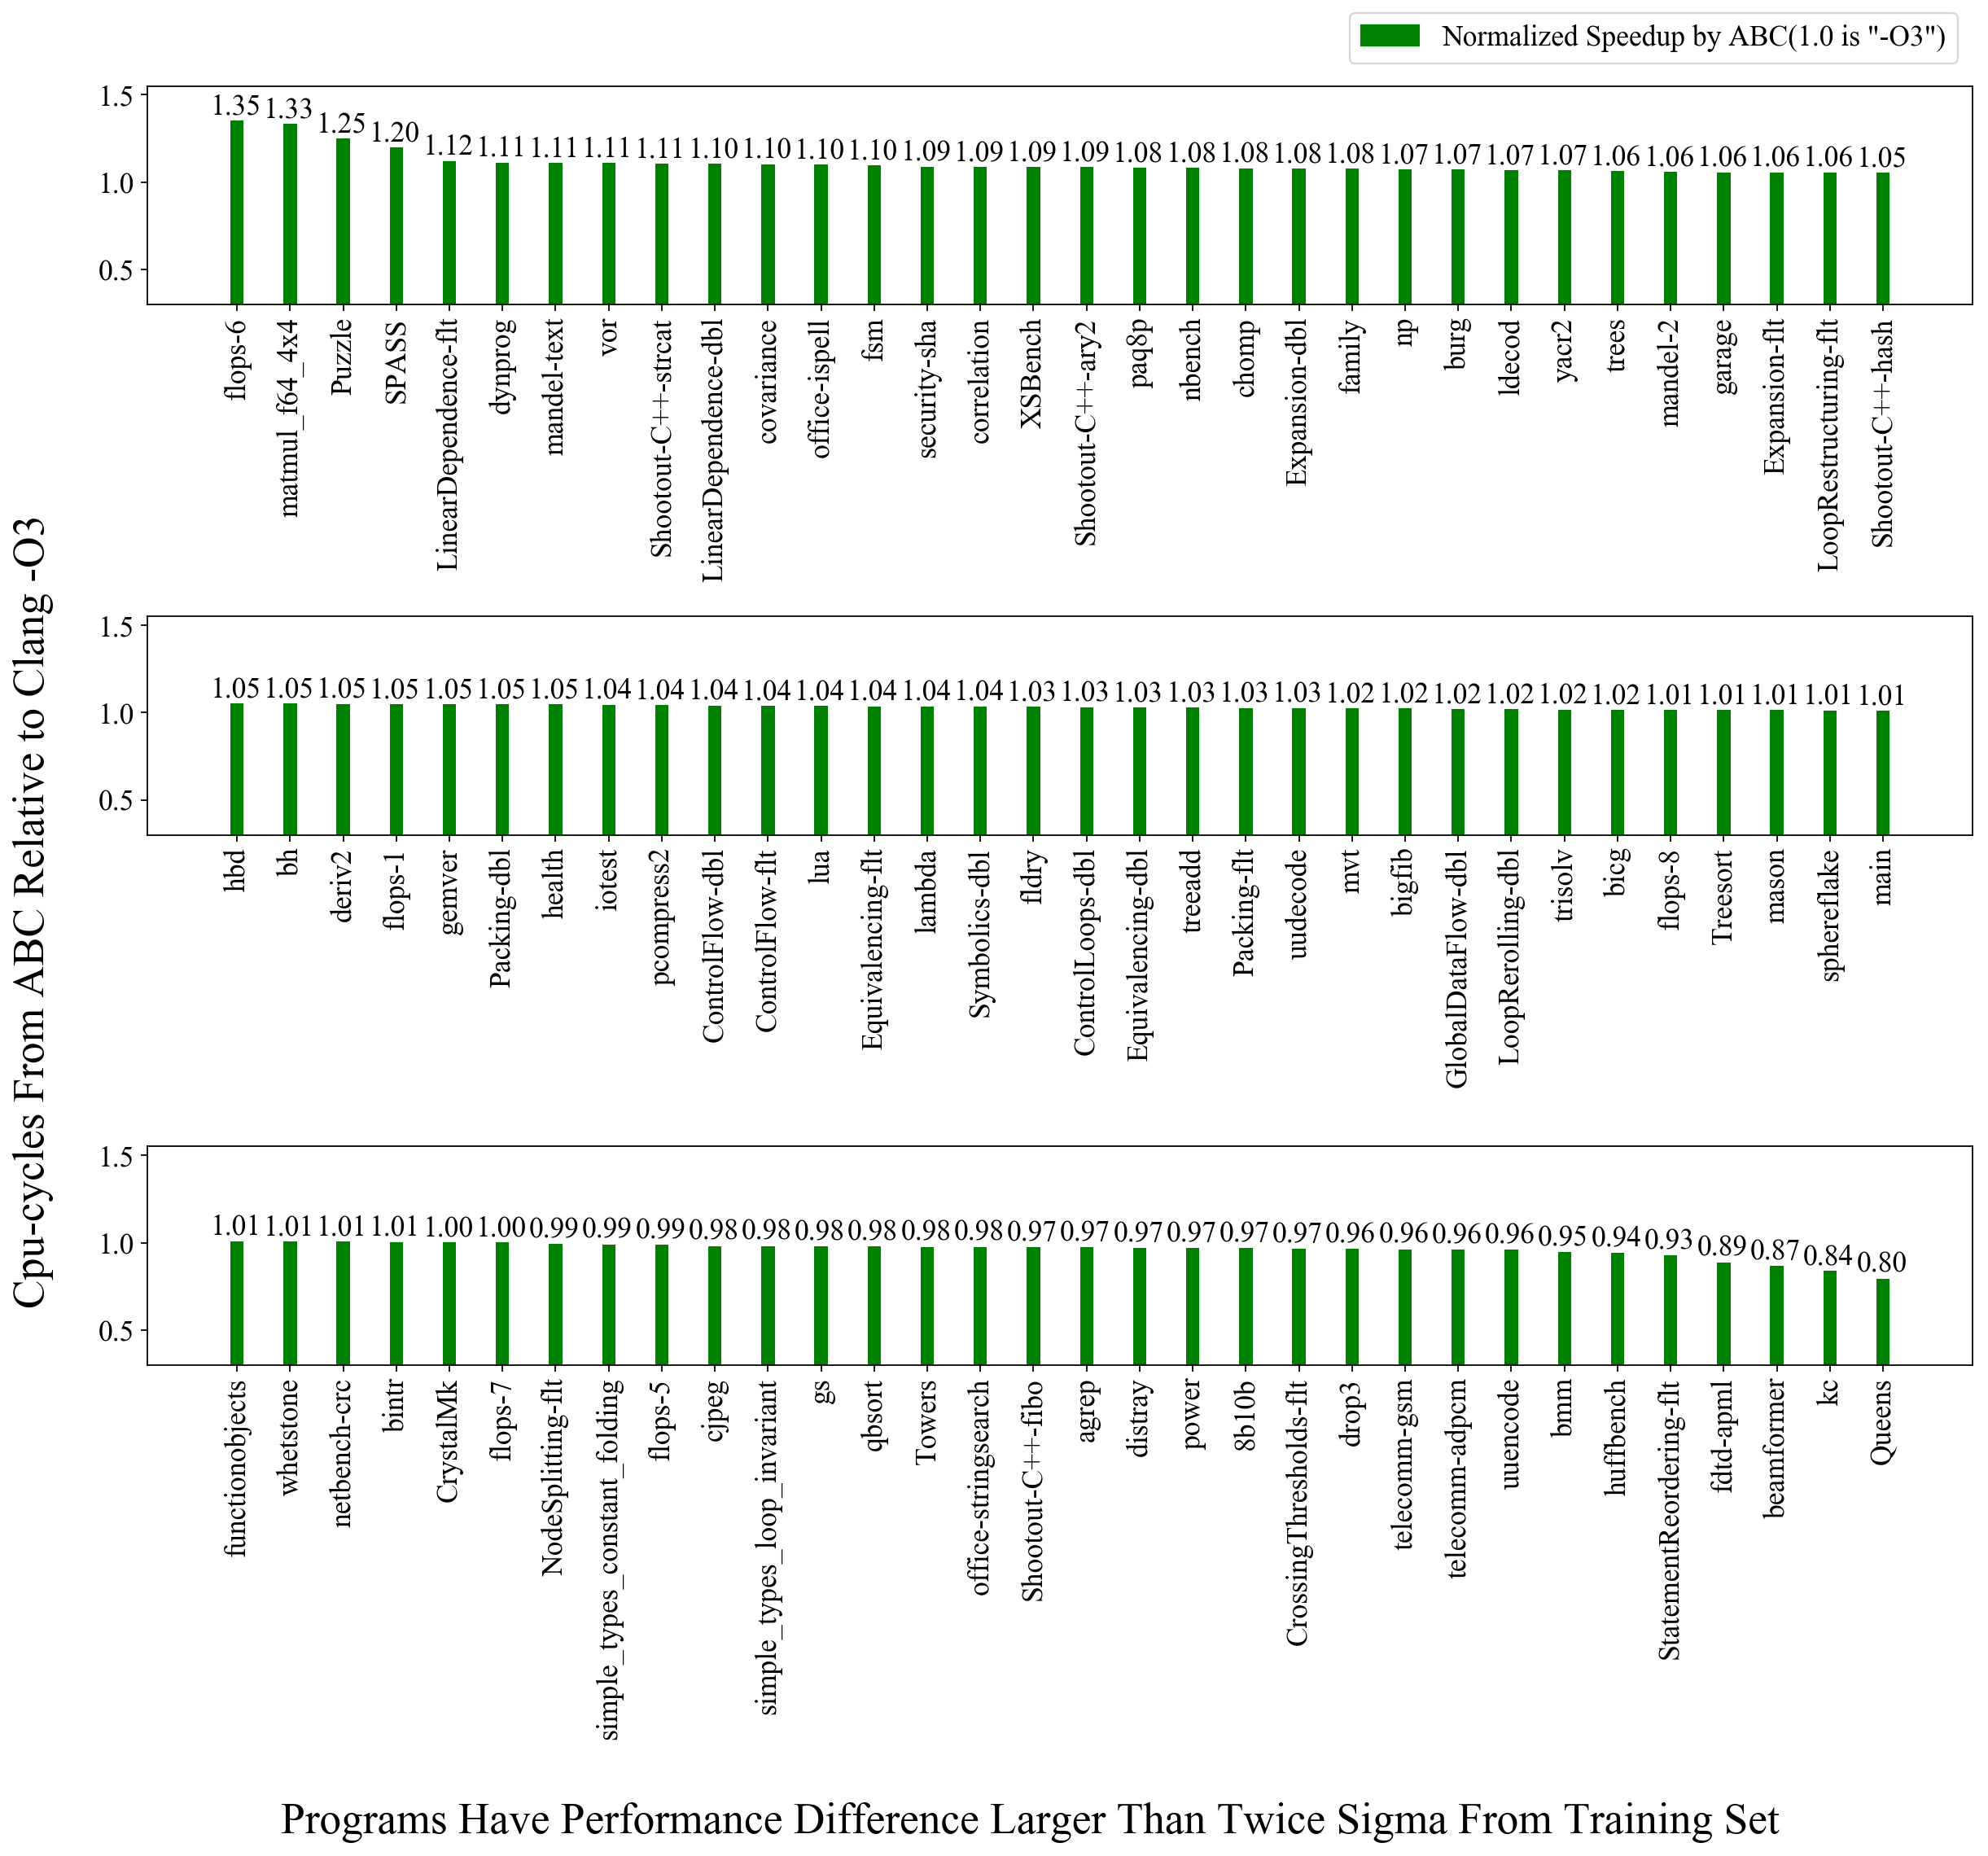 Normalized Speedup by ABC(1.0 is "-O3")
Cpu-cycles From ABC Relative to Clang -O3
1.5
1.0
0.5
1.35 1.33 1.25 1.20 1.12 1.11 1.11 1.11 1.11 1.10 1.10 1.10 1.10 1.09 1.09 1.09 1.09 1.08 1.08 1.08 1.08 1.08 1.07 1.07 1.07 1.07 1.06 1.06 1.06 1.06 1.06 1.05
flops-6
matmul_f64_4x4
Puzzle
SPASS
LinearDependence-flt
dynprog
mandel-text
vor
Shootout-C++-strcat
LinearDependence-dbl
covariance
office-ispell
fsm
security-sha
correlation
XSBench
Shootout-C++-ary2
paq8p
nbench
chomp
Expansion-dbl
family
np
burg
ldecod
yacr2
trees
mandel-2
garage
Expansion-flt
LoopRestructuring-flt
Shootout-C++-hash
1.5
1.0
0.5
1.05 1.05 1.05 1.05 1.05 1.05 1.05 1.04 1.04 1.04 1.04 1.04 1.04 1.04 1.04 1.03 1.03 1.03 1.03 1.03 1.03 1.02 1.02 1.02 1.02 1.02 1.02 1.01 1.01 1.01 1.01 1.01
hbd
bh
deriv2
flops-1
gemver
Packing-dbl
health
iotest
pcompress2
ControlFlow-dbl
ControlFlow-flt
lua
Equivalencing-flt
lambda
Symbolics-dbl
fldry
ControlLoops-dbl
Equivalencing-dbl
treeadd
Packing-flt
uudecode
mvt
bigfib
GlobalDataFlow-dbl
LoopRerolling-dbl
trisolv
bicg
flops-8
Treesort
mason
sphereflake
main
1.5
1.0
0.5
1.01 1.01 1.01 1.01 1.00 1.00 0.99 0.99 0.99 0.98 0.98 0.98 0.98 0.98 0.98 0.97 0.97 0.97 0.97 0.97 0.97 0.96 0.96 0.96 0.96 0.95 0.94 0.93 0.89 0.87 0.84 0.80
functionobjects
whetstone
netbench-crc
bintr
CrystalMk
flops-7
NodeSplitting-flt
simple_types_constant_folding
flops-5
cjpeg
simple_types_loop_invariant
gs
qbsort
Towers
office-stringsearch
Shootout-C++-fibo
agrep
distray
power
8b10b
CrossingThresholds-flt
drop3
telecomm-gsm
telecomm-adpcm
uuencode
bmm
huffbench
StatementReordering-flt
fdtd-apml
beamformer
kc
Queens
Programs Have Performance Difference Larger Than Twice Sigma From Training Set